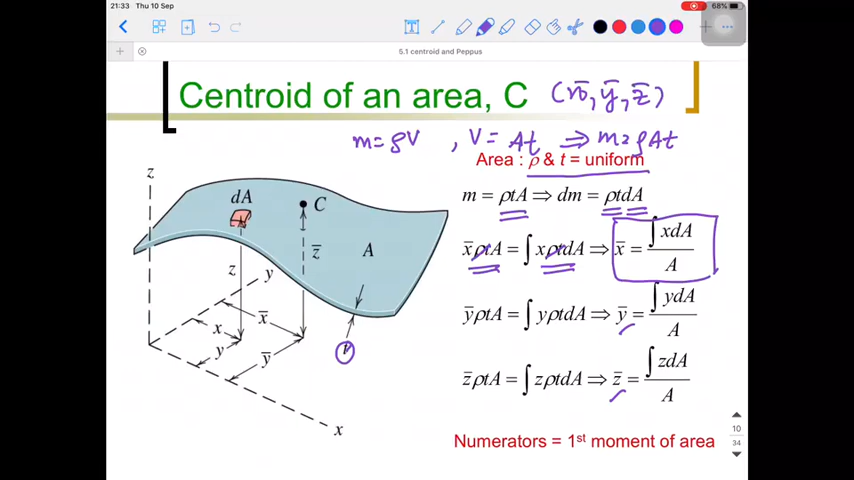 21:33 Thu 10 Sep
68%
5.1 centroid and Peppus
Centroid of an area, C (x̄, ȳ, z̄)
m = ρV , V = At ⇒ m = ρAt
Area : ρ & t = uniform
m = ρtA ⇒ dm = ρtdA
x̄ρtA = ∫ xρtdA ⇒ x̄ = ∫ xdA / A
ȳρtA = ∫ yρtdA ⇒ ȳ = ∫ ydA / A
z̄ρtA = ∫ zρtdA ⇒ z̄ = ∫ zdA / A
Numerators = 1st moment of area
z
dA
C
z̄
A
z
y
x
x̄
y
ȳ
t
x
10
34